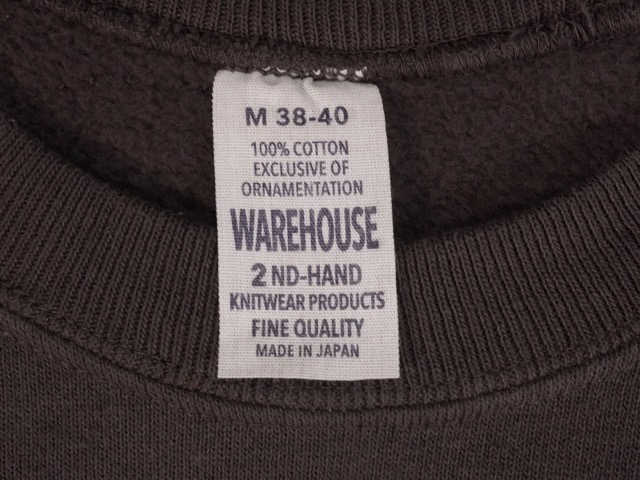 M 38-40
100% COTTON
EXCLUSIVE OF
ORNAMENTATION
WAREHOUSE
2 ND-HAND
KNITWEAR PRODUCTS
FINE QUALITY
MADE IN JAPAN